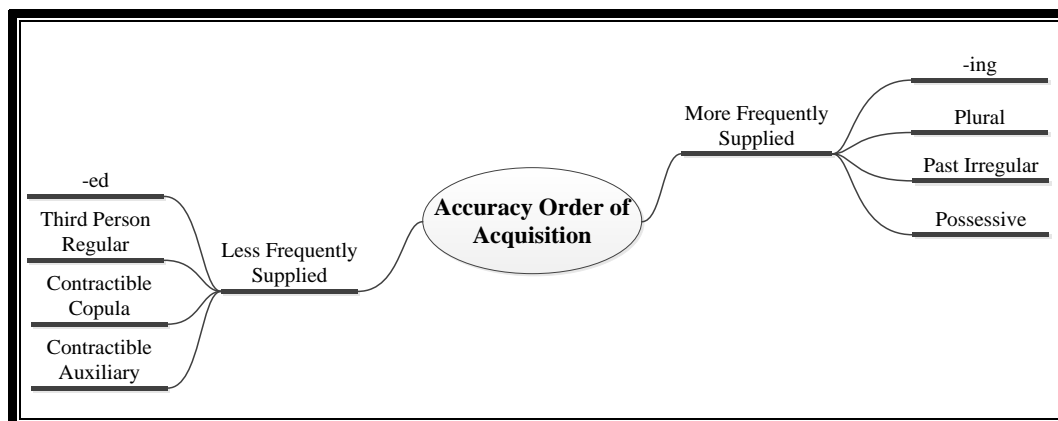 Accuracy Order of
Acquisition
More Frequently
Supplied
-ing
Plural
Past Irregular
Possessive
Less Frequently
Supplied
-ed
Third Person
Regular
Contractible
Copula
Contractible
Auxiliary